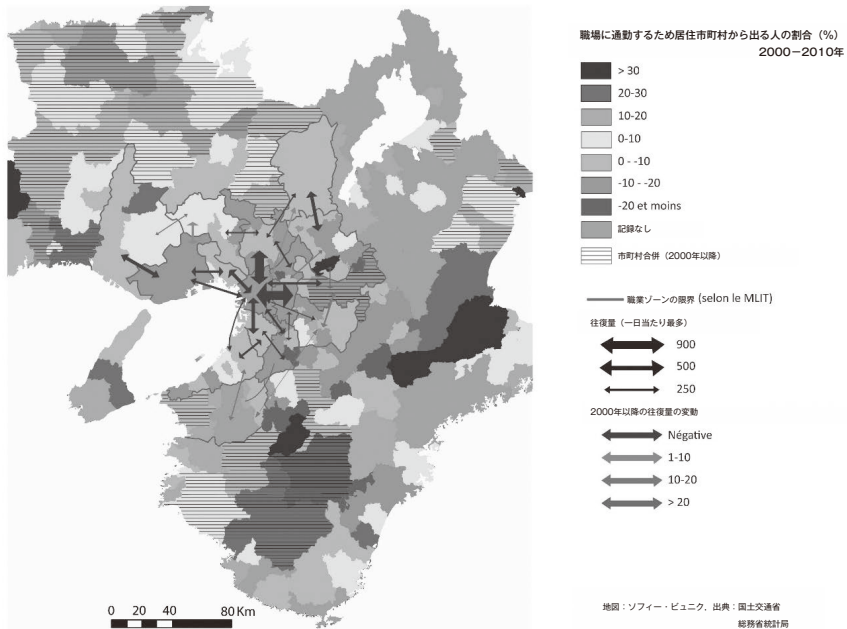 職場に通勤するため居住市町村から出る人の割合（%）
2000－2010年
> 30
20-30
10-20
0-10
0 - -10
-10 - -20
-20 et moins
記録なし
市町村合併（2000年以降）
職業ゾーンの限界 (selon le MLIT)
往復量（一日当たり最多）
900
500
250
2000年以降の往復量の変動
Négative
1-10
10-20
> 20
0 20 40 80 Km
地図：ソフィー・ビュニク，出典：国土交通省
総務省統計局